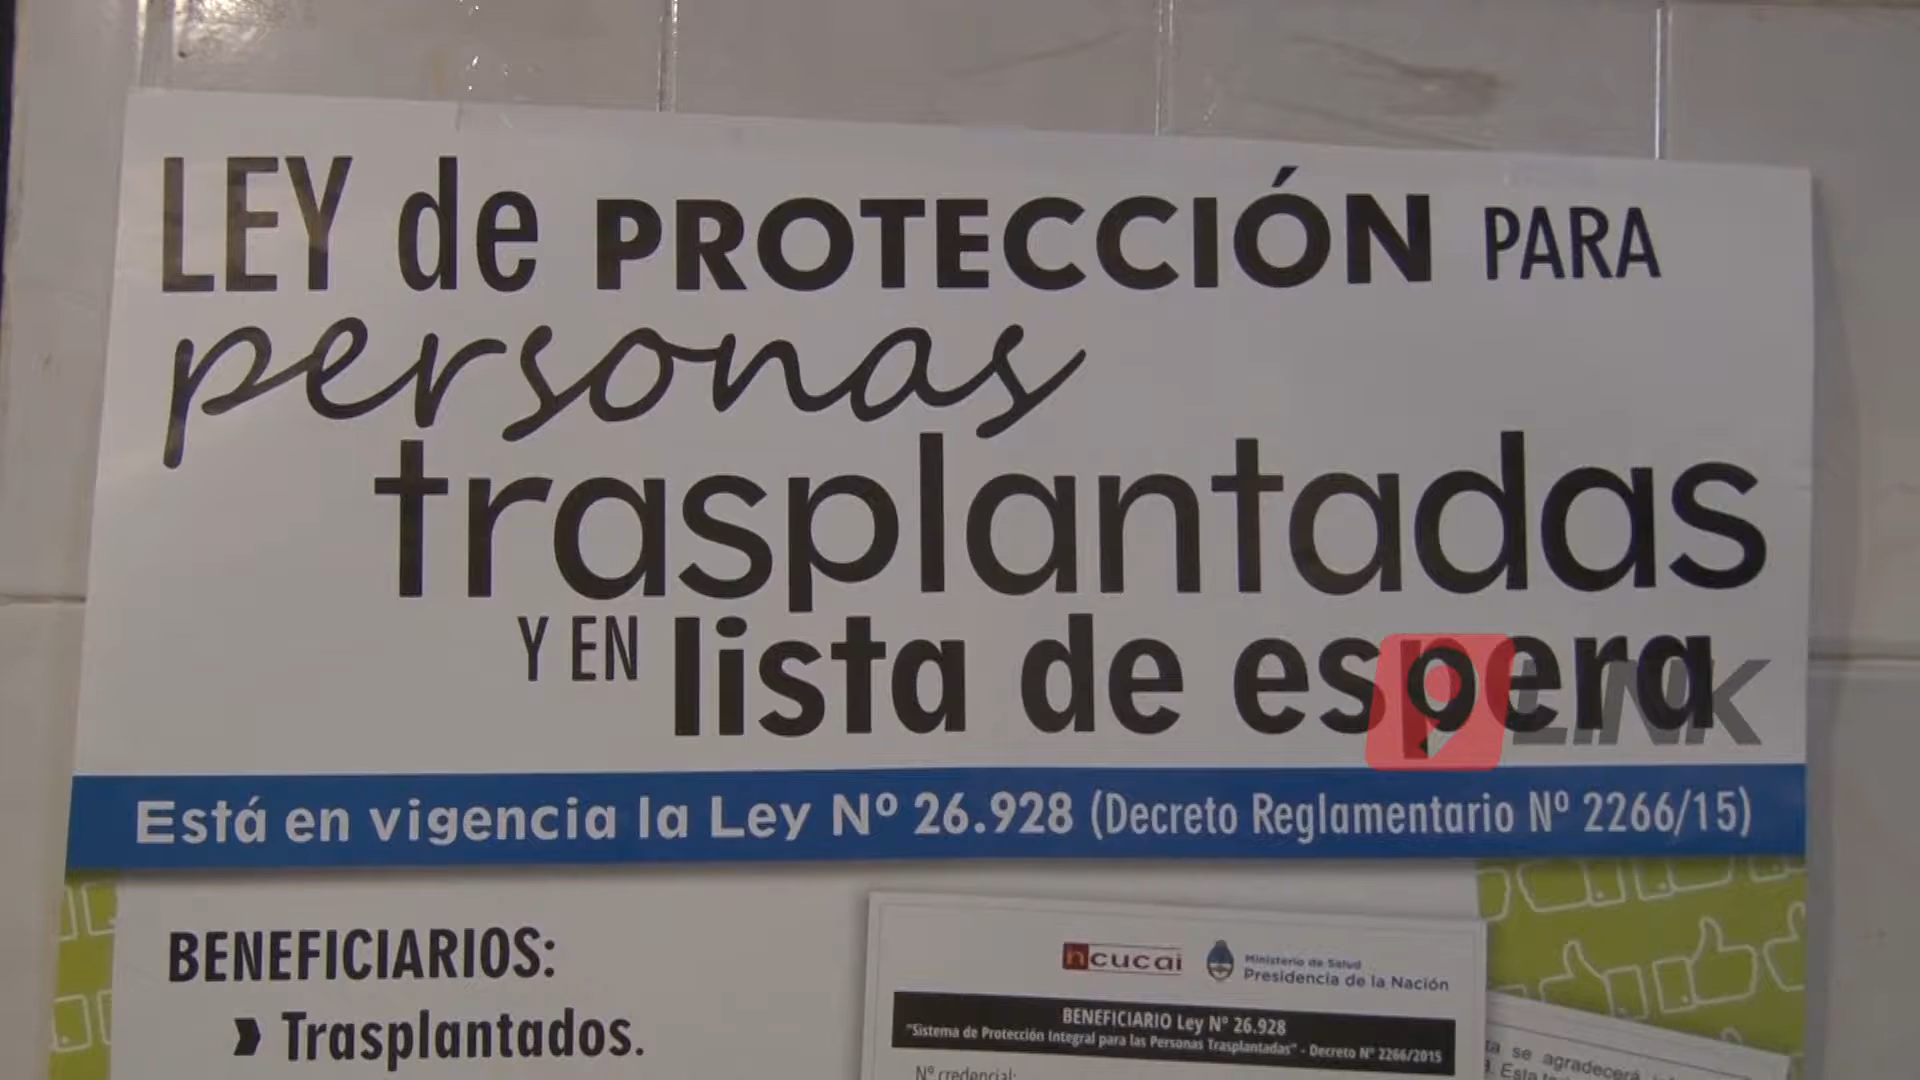 LEY de PROTECCIÓN PARA
personas
trasplantadas
Y EN lista de espera
LINK
Está en vigencia la Ley Nº 26.928 (Decreto Reglamentario Nº 2266/15)
BENEFICIARIOS:
Trasplantados.
incucai
Ministerio de Salud
Presidencia de la Nación
BENEFICIARIO Ley Nº 26.928
"Sistema de Protección Integral para las Personas Trasplantadas" - Decreto Nº 2266/2015
Nº credencial:
se agradecerá
Esta